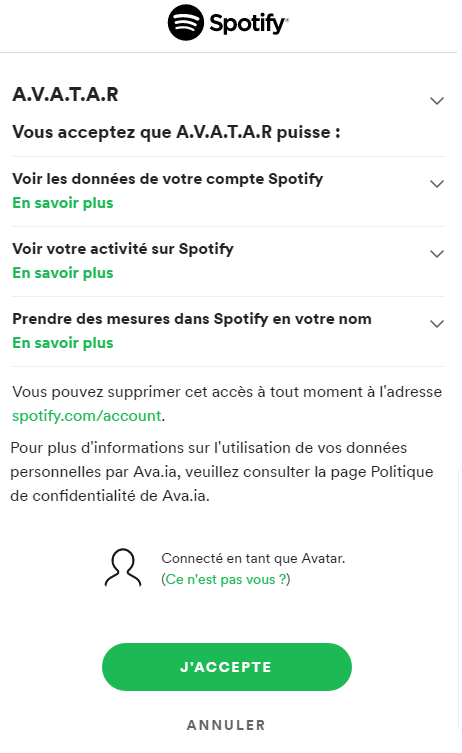 Spotify®
A.V.A.T.A.R
Vous acceptez que A.V.A.T.A.R puisse :
Voir les données de votre compte Spotify
En savoir plus
Voir votre activité sur Spotify
En savoir plus
Prendre des mesures dans Spotify en votre nom
En savoir plus
Vous pouvez supprimer cet accès à tout moment à l'adresse
spotify.com/account.
Pour plus d'informations sur l'utilisation de vos données
personnelles par Ava.ia, veuillez consulter la page Politique
de confidentialité de Ava.ia.
Connecté en tant que Avatar.
(Ce n'est pas vous ?)
J'ACCEPTE
ANNULER